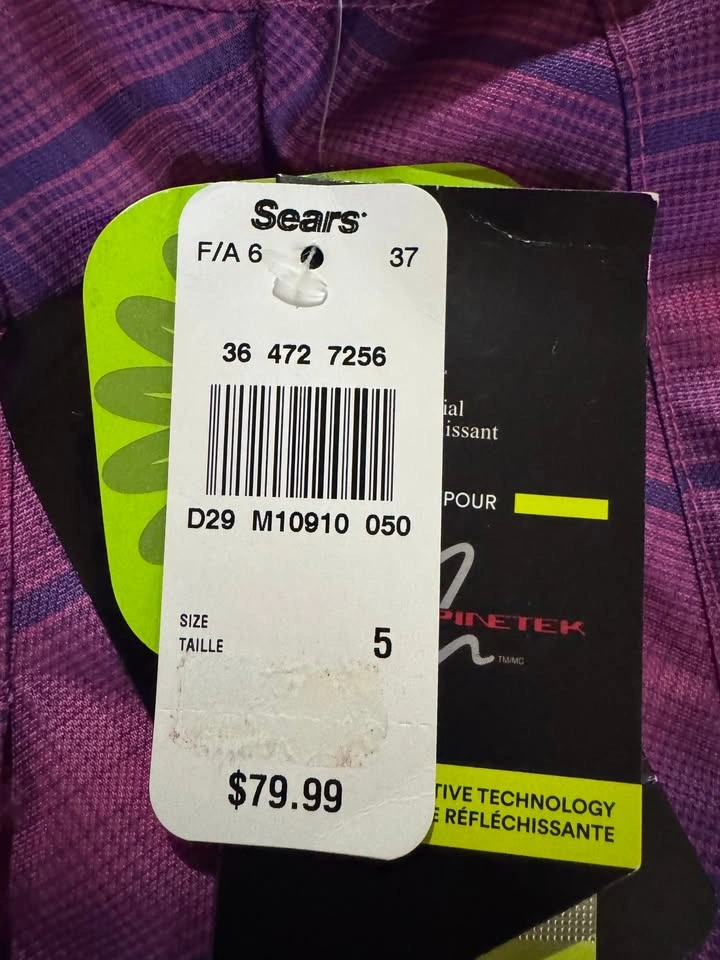 Sears
F/A 6 37
36 472 7256
D29 M10910 050
SIZE
TAILLE 5
$79.99
ial
issant
POUR
PINETEK
TM/MC
TIVE TECHNOLOGY
E RÉFLÉCHISSANTE